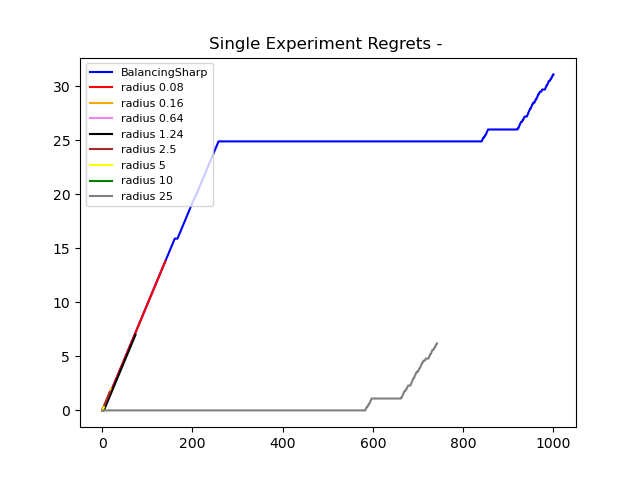 Single Experiment Regrets -
BalancingSharp
radius 0.08
radius 0.16
radius 0.64
radius 1.24
radius 2.5
radius 5
radius 10
radius 25
30
25
20
15
10
5
0
0 200 400 600 800 1000